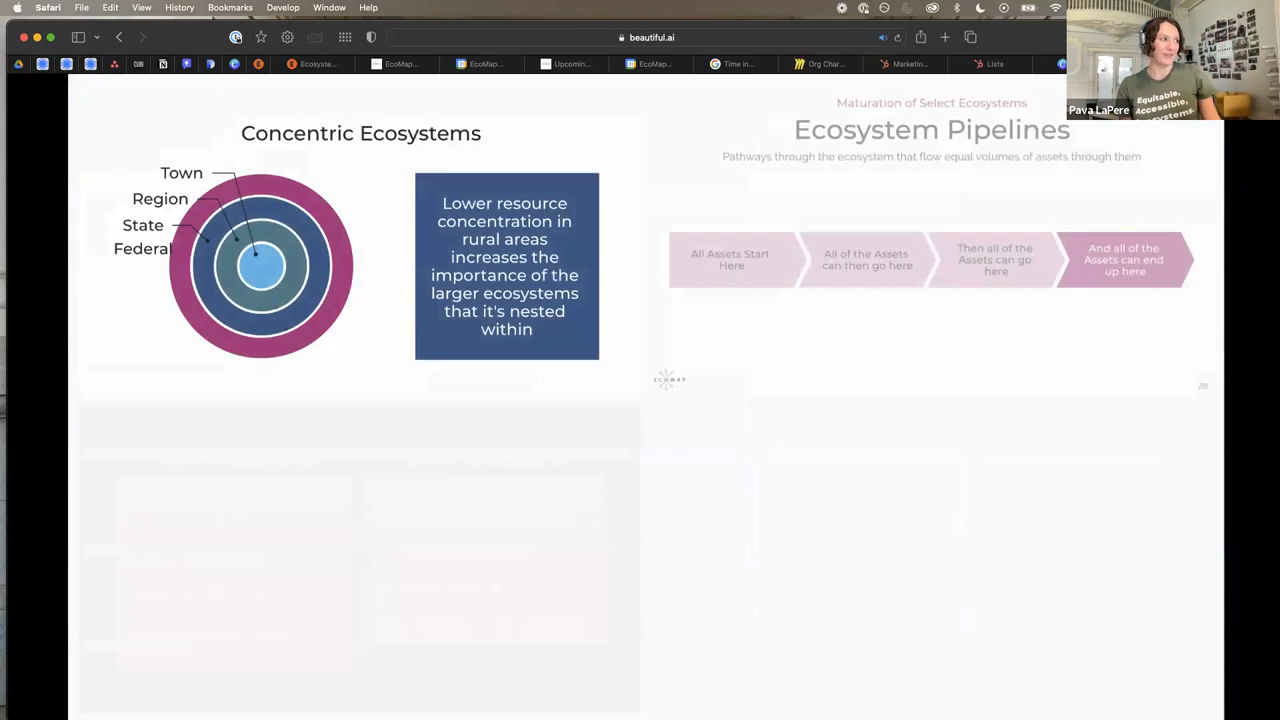 Safari File Edit View History Bookmarks Develop Window Help
beautiful.ai
Ecosyste...
EcoMap...
EcoMap...
Upcomin...
EcoMap...
Time in...
Org Char...
Marketin...
Lists
Equitable,
Accessible,
Pava LaPere
Concentric Ecosystems
Town
Region
State
Federal
Lower resource
concentration in
rural areas
increases the
importance of the
larger ecosystems
that it's nested
within
Maturation of Select Ecosystems
Ecosystem Pipelines
Pathways through the ecosystem that flow equal volumes of assets through them
All Assets Start
Here
All of the Assets
can then go here
Then all of the
Assets can go
here
And all of the
Assets can end
up here
ECOMAP
28